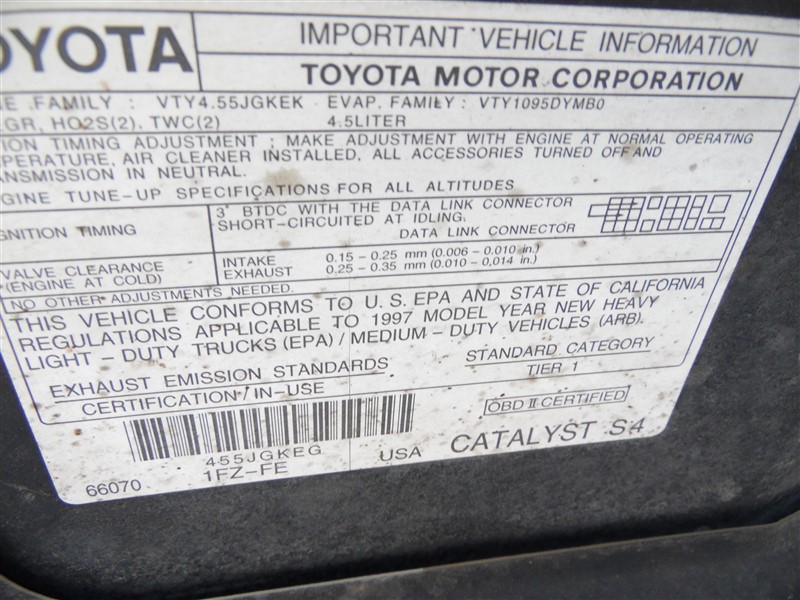 OYOTA
IMPORTANT VEHICLE INFORMATION
TOYOTA MOTOR CORPORATION
E FAMILY : VTY4.55JGKEK EVAP. FAMILY : VTY1095DYMB0
GR, HO2S(2), TWC(2) 4.5LITER
ION TIMING ADJUSTMENT : MAKE ADJUSTMENT WITH ENGINE AT NORMAL OPERATING
PERATURE, AIR CLEANER INSTALLED, ALL ACCESSORIES TURNED OFF AND
ANSMISSION IN NEUTRAL.
NGINE TUNE-UP SPECIFICATIONS FOR ALL ALTITUDES
GNITION TIMING
3° BTDC WITH THE DATA LINK CONNECTOR
SHORT-CIRCUITED AT IDLING.
DATA LINK CONNECTOR
VALVE CLEARANCE
(ENGINE AT COLD)
INTAKE 0.15 - 0.25 mm (0.006 - 0.010 in.)
EXHAUST 0.25 - 0.35 mm (0.010 - 0.014 in.)
NO OTHER ADJUSTMENTS NEEDED.
THIS VEHICLE CONFORMS TO U.S. EPA AND STATE OF CALIFORNIA
REGULATIONS APPLICABLE TO 1997 MODEL YEAR NEW HEAVY
LIGHT - DUTY TRUCKS (EPA) / MEDIUM - DUTY VEHICLES (ARB).
EXHAUST EMISSION STANDARDS STANDARD CATEGORY
CERTIFICATION / IN-USE TIER 1
OBD II CERTIFIED
455JGKEG
66070 1FZ-FE USA CATALYST S4